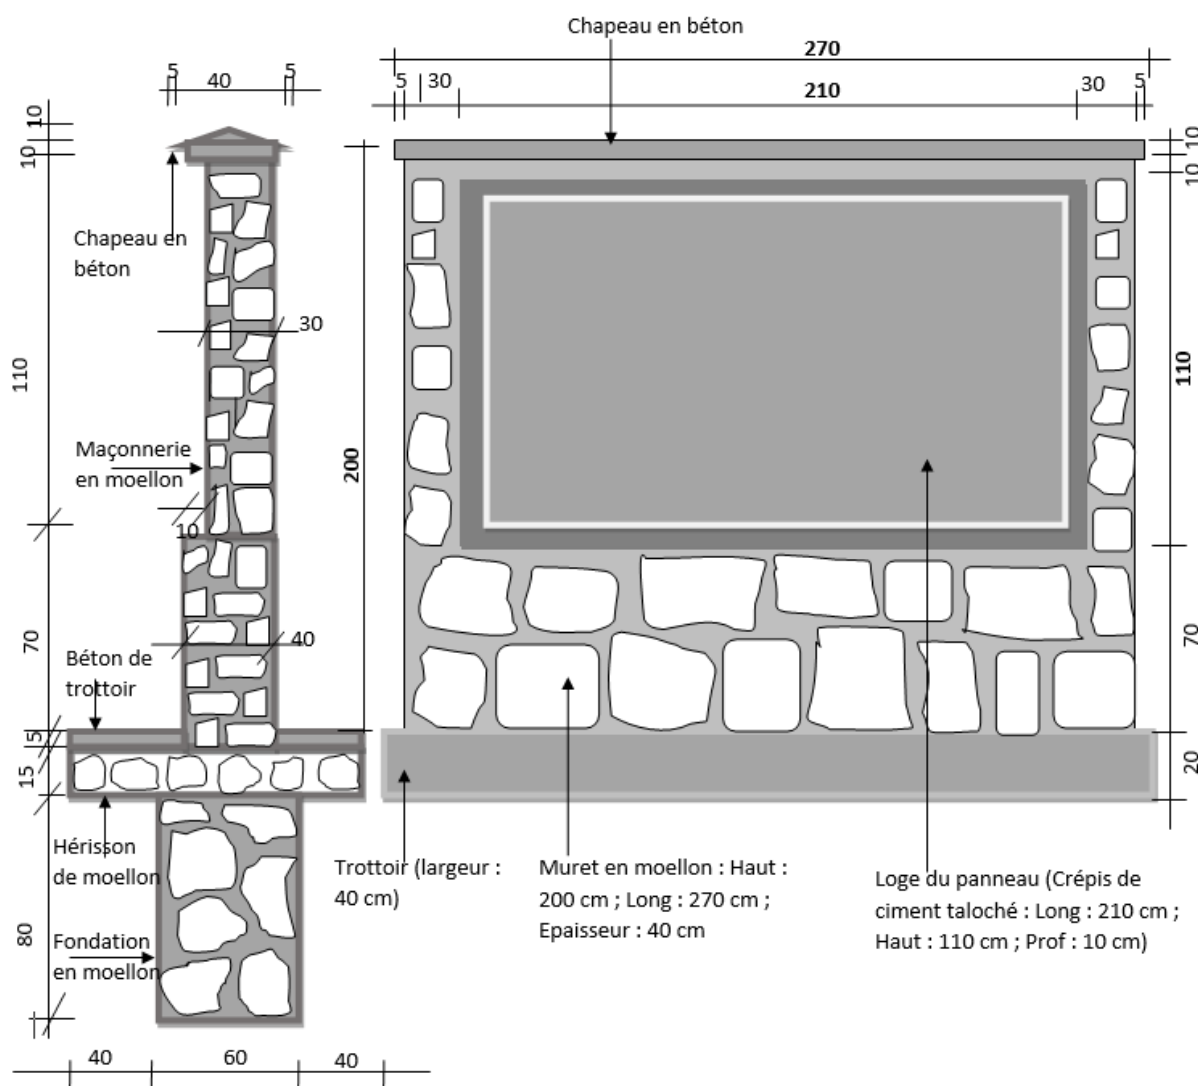 Chapeau en béton
270
5
40
5
5
30
210
30
5
10
10
10
10
Chapeau en
béton
30
110
200
110
Maçonnerie
en moellon
10
70
40
70
Béton de
trottoir
5
15
20
Hérisson
de moellon
Trottoir (largeur :
40 cm)
Muret en moellon : Haut :
200 cm ; Long : 270 cm ;
Epaisseur : 40 cm
Loge du panneau (Crépis de
ciment taloché : Long : 210 cm ;
Haut : 110 cm ; Prof : 10 cm)
80
Fondation
en moellon
40
60
40